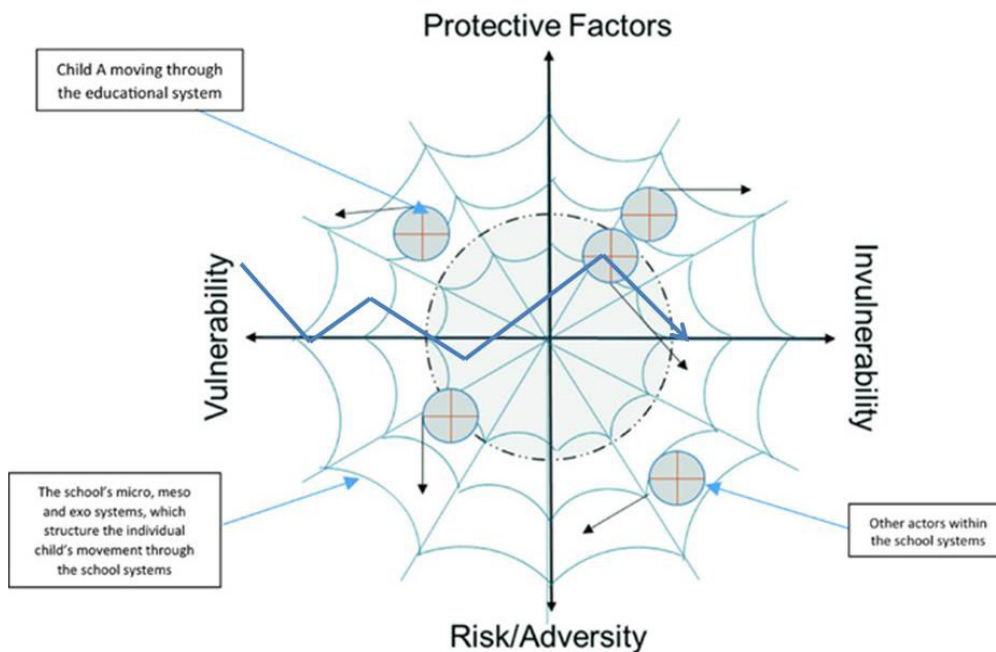 Protective Factors
Child A moving through
the educational system
Vulnerability
Invulnerability
The school's micro, meso
and exo systems, which
structure the individual
child's movement through
the school systems
Other actors within
the school systems
Risk/Adversity